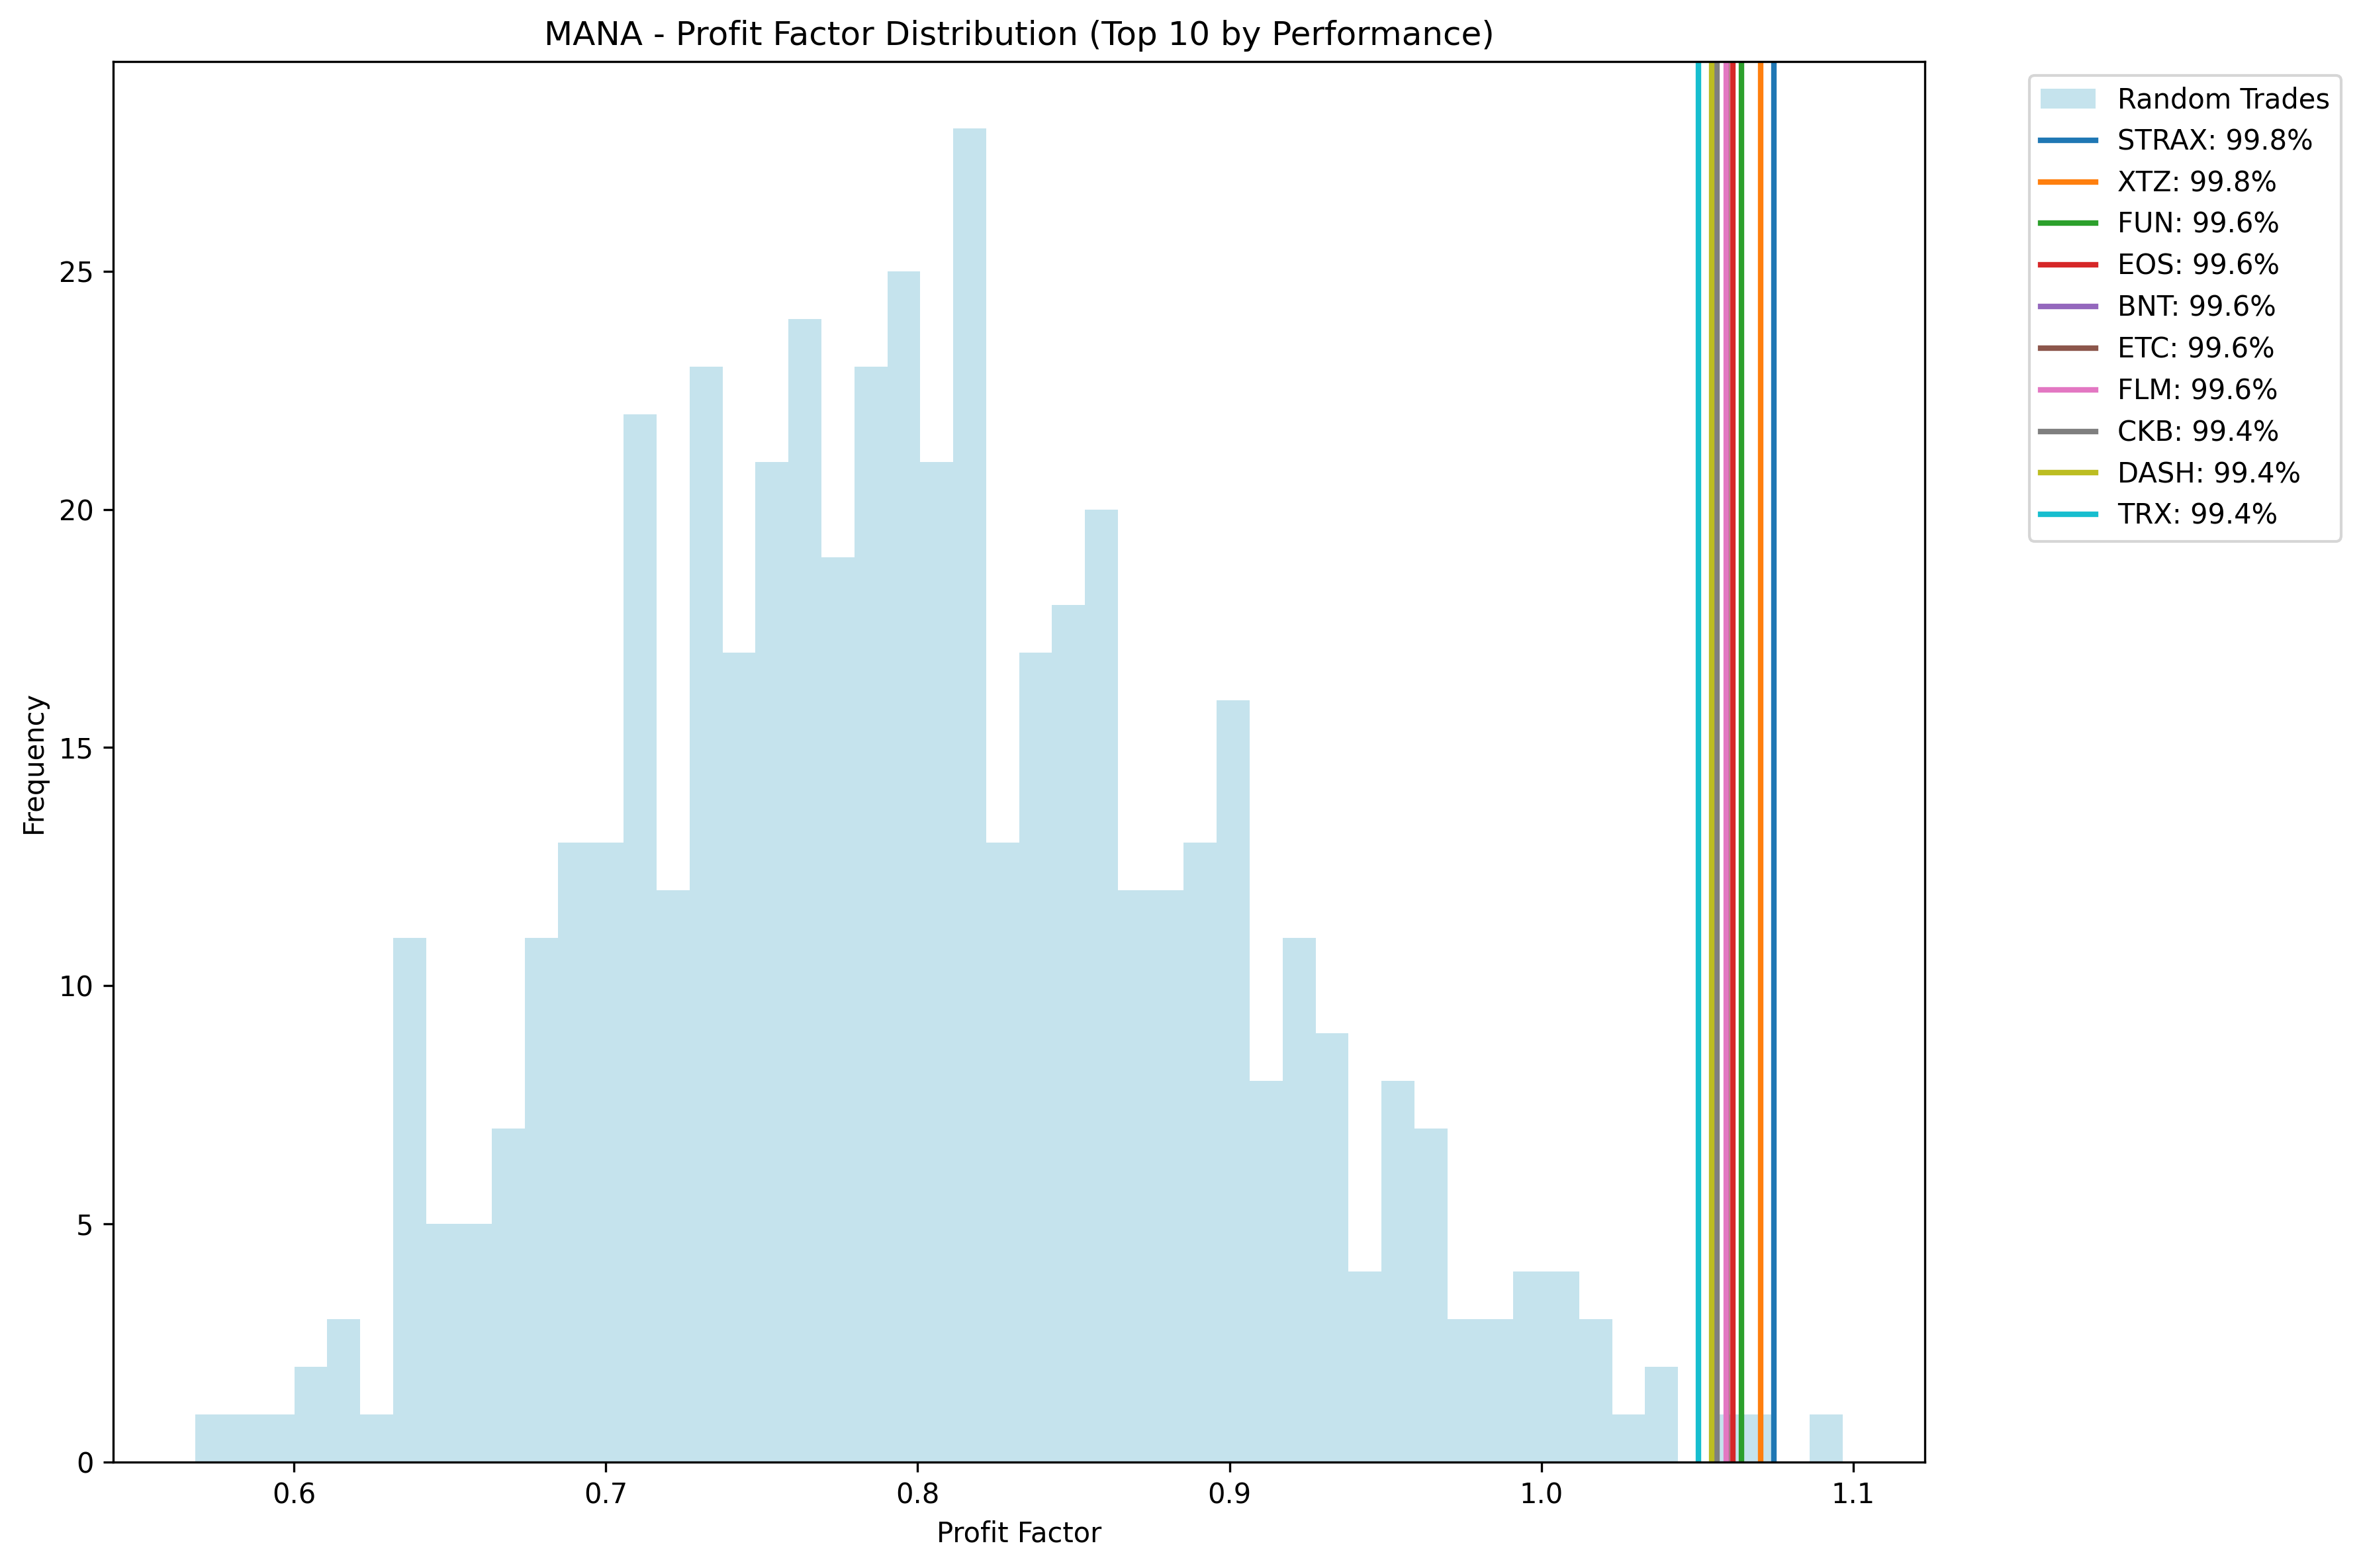 MANA - Profit Factor Distribution (Top 10 by Performance)
Random Trades
STRAX: 99.8%
XTZ: 99.8%
FUN: 99.6%
EOS: 99.6%
BNT: 99.6%
ETC: 99.6%
FLM: 99.6%
CKB: 99.4%
DASH: 99.4%
TRX: 99.4%
Frequency
25
20
15
10
5
0
0.6
0.7
0.8
0.9
1.0
1.1
Profit Factor